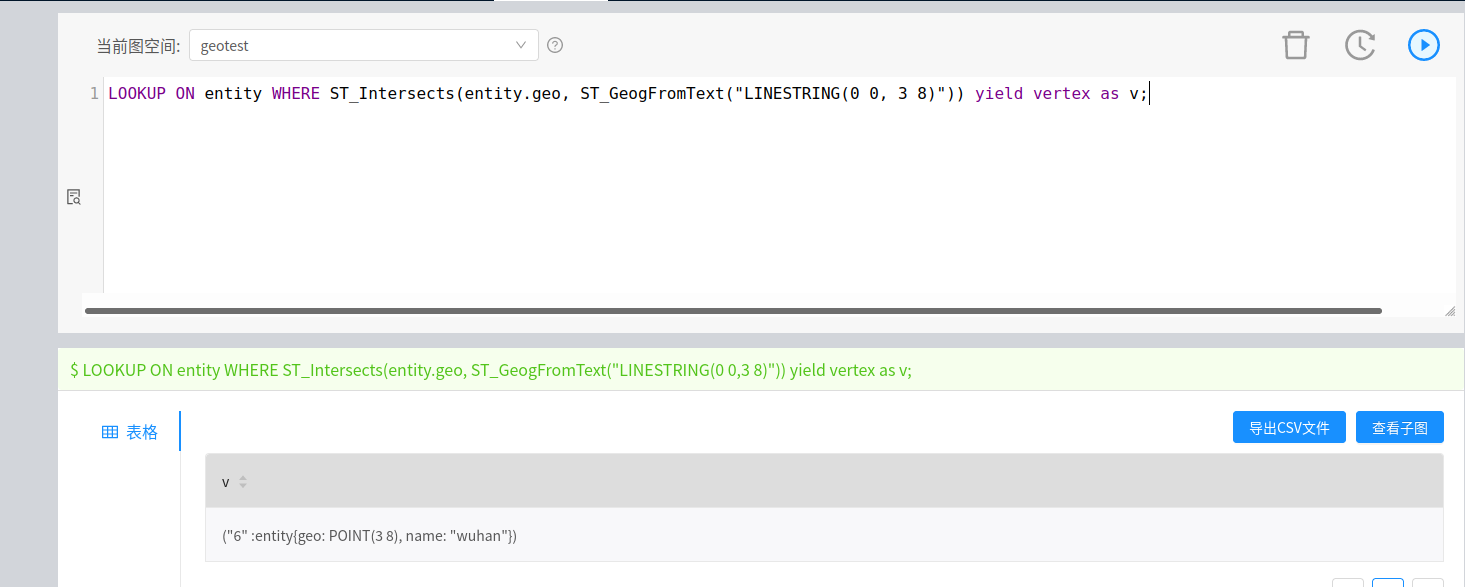 当前图空间: geotest
1 LOOKUP ON entity WHERE ST_Intersects(entity.geo, ST_GeogFromText("LINESTRING(0 0, 3 8)")) yield vertex as v;
$ LOOKUP ON entity WHERE ST_Intersects(entity.geo, ST_GeogFromText("LINESTRING(0 0,3 8)")) yield vertex as v;
表格
导出CSV文件 查看子图
v
("6" :entity{geo: POINT(3 8), name: "wuhan"})